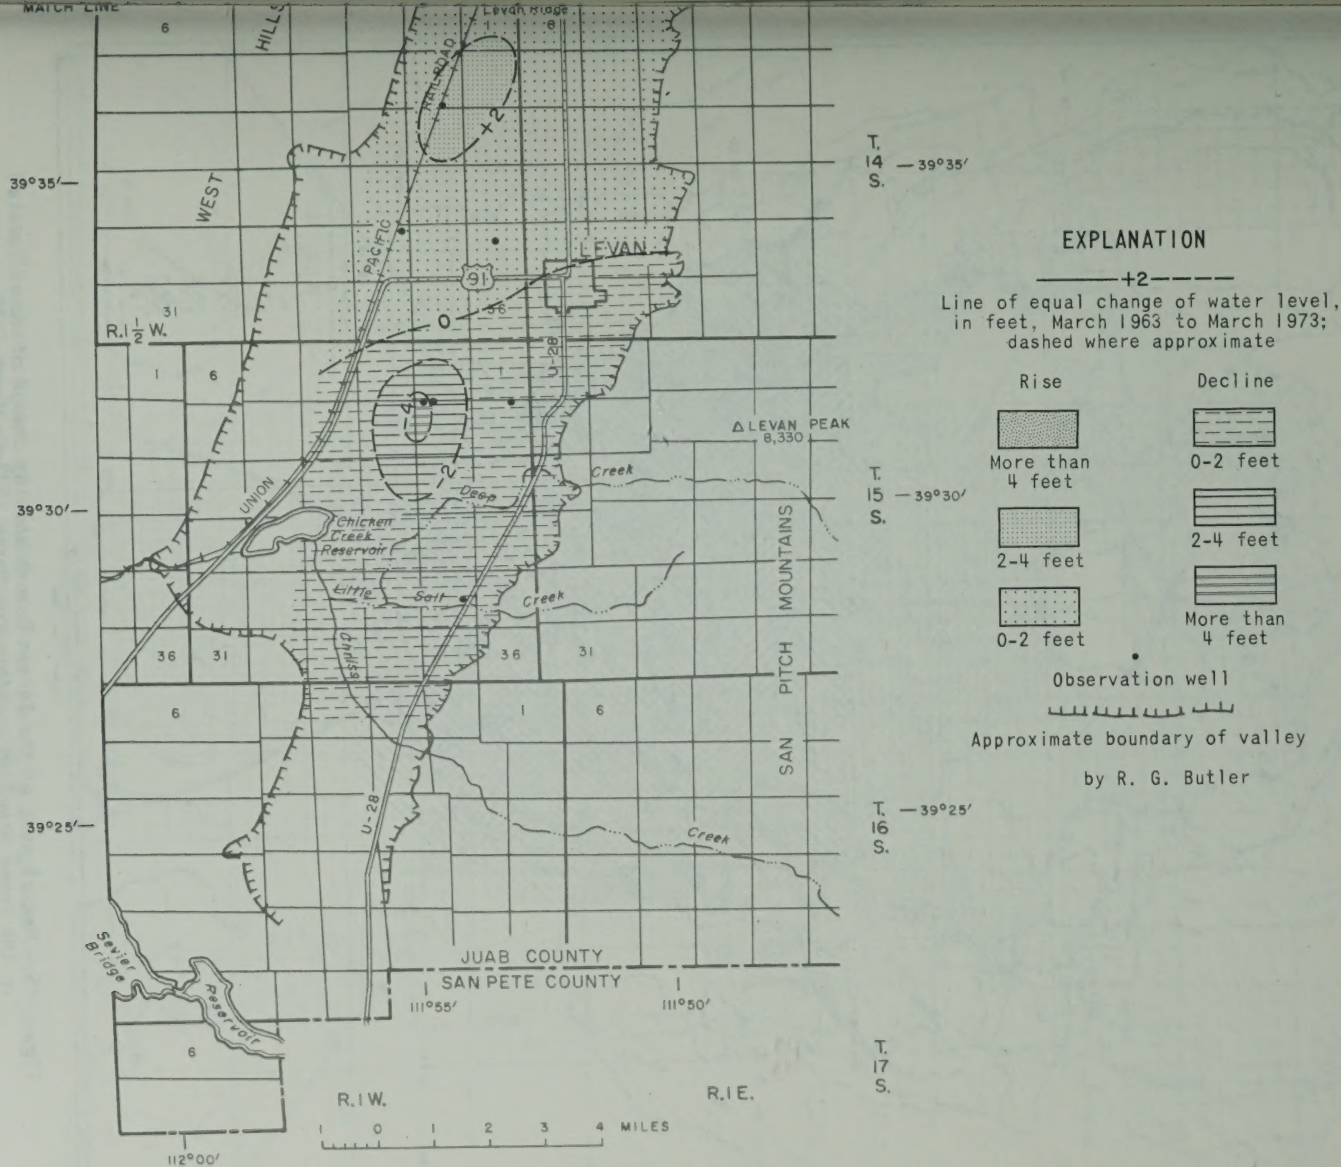 MATCH LINE
Levan Ridge
6
1
6
HILLS
RAILROAD
+2
T.
14
S.
39°35′
39°35′
WEST
PACIFIC
LEVAN
91
31
R.1½ W.
36
0
U-28
1
6
1
-4
-2
△ LEVAN PEAK
8,330
T.
15
S.
39°30′
39°30′
UNION
Deep
Creek
Chicken
Creek
Reservoir
Little
Salt
Creek
Chriss
36
31
36
31
SAN PITCH MOUNTAINS
6
1
6
U-28
Creek
39°25′
T.
16
S.
39°25′
Sevier
Bridge
Reservoir
JUAB COUNTY
SAN PETE COUNTY
111°55′
111°50′
6
T.
17
S.
R.1W.
R.1E.
1 0 1 2 3 4 MILES
112°00′
EXPLANATION
+2
Line of equal change of water level,
in feet, March 1963 to March 1973;
dashed where approximate
Rise
Decline
More than
4 feet
0-2 feet
2-4 feet
2-4 feet
0-2 feet
More than
4 feet
Observation well
Approximate boundary of valley
by R. G. Butler